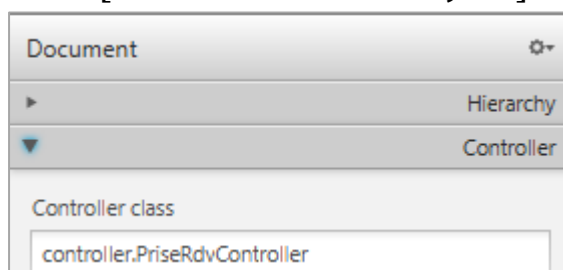 Document
Hierarchy
Controller
Controller class
controller.PriseRdvController